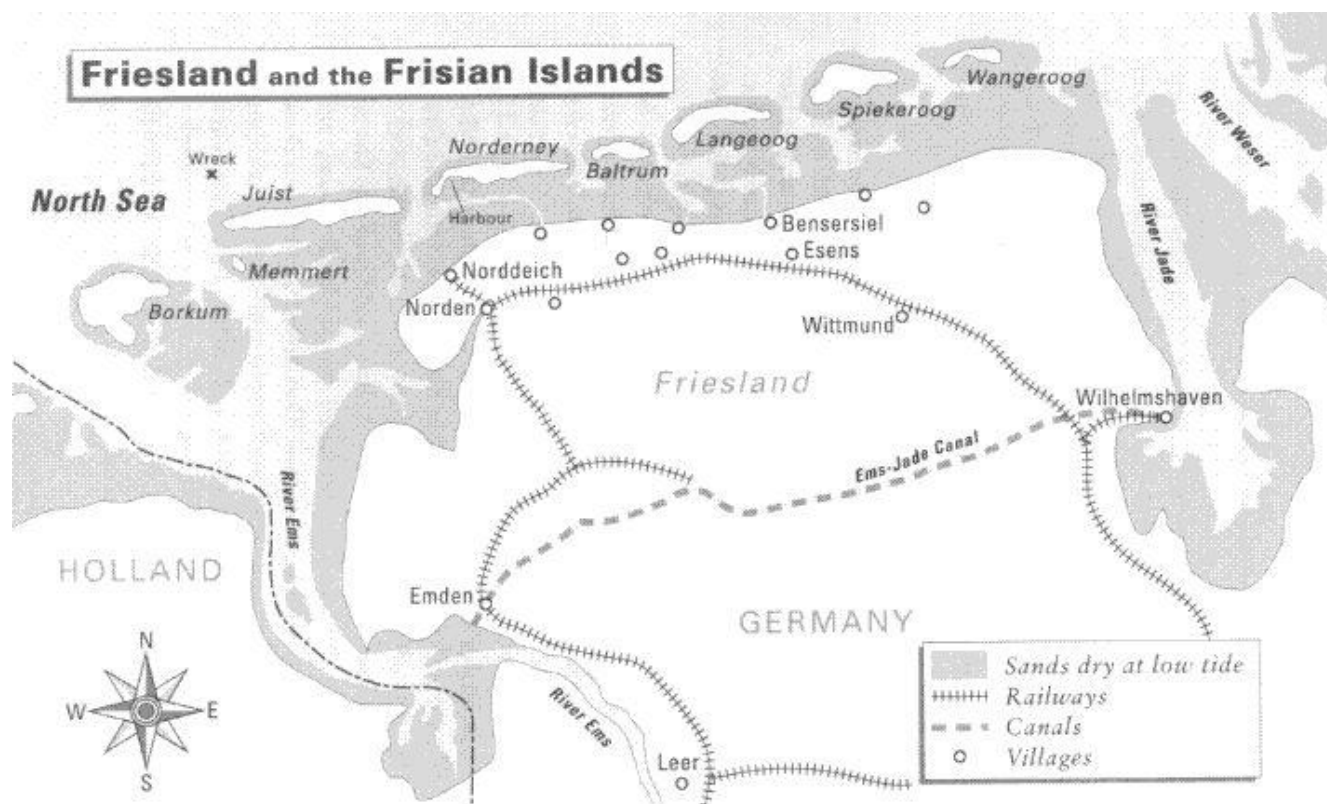 Friesland and the Frisian Islands
Wangeroog
Spiekeroog
River Weser
Langeoog
Norderney
Baltrum
Wreck
North Sea
Juist
Harbour
Bensersiel
River Jade
Esens
Memmert
Norddeich
Borkum
Norden
Wittmund
Friesland
Wilhelmshaven
Ems-Jade Canal
River Ems
HOLLAND
Emden
GERMANY
N
W
E
S
River Ems
Leer
Sands dry at low tide
Railways
Canals
Villages